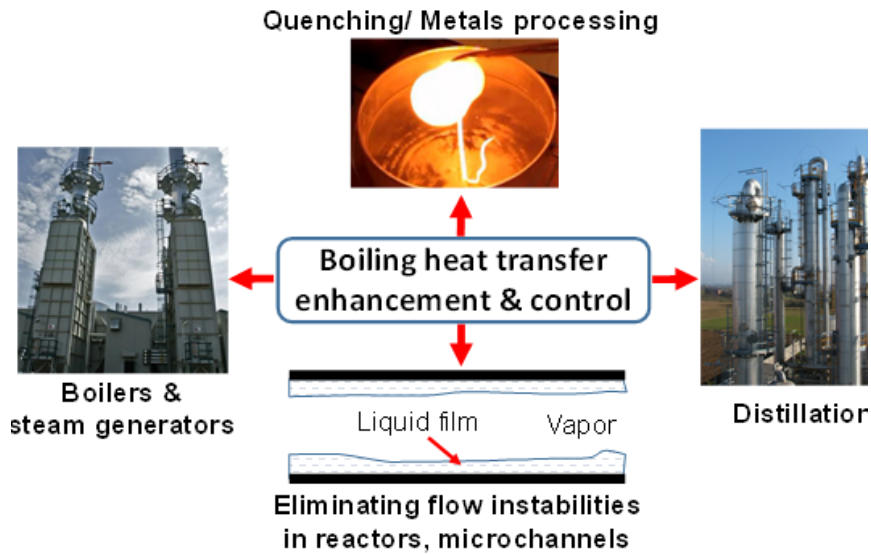 Quenching/ Metals processing
Boiling heat transfer
enhancement & control
Boilers &
steam generators
Liquid film
Vapor
Distillation
Eliminating flow instabilities
in reactors, microchannels